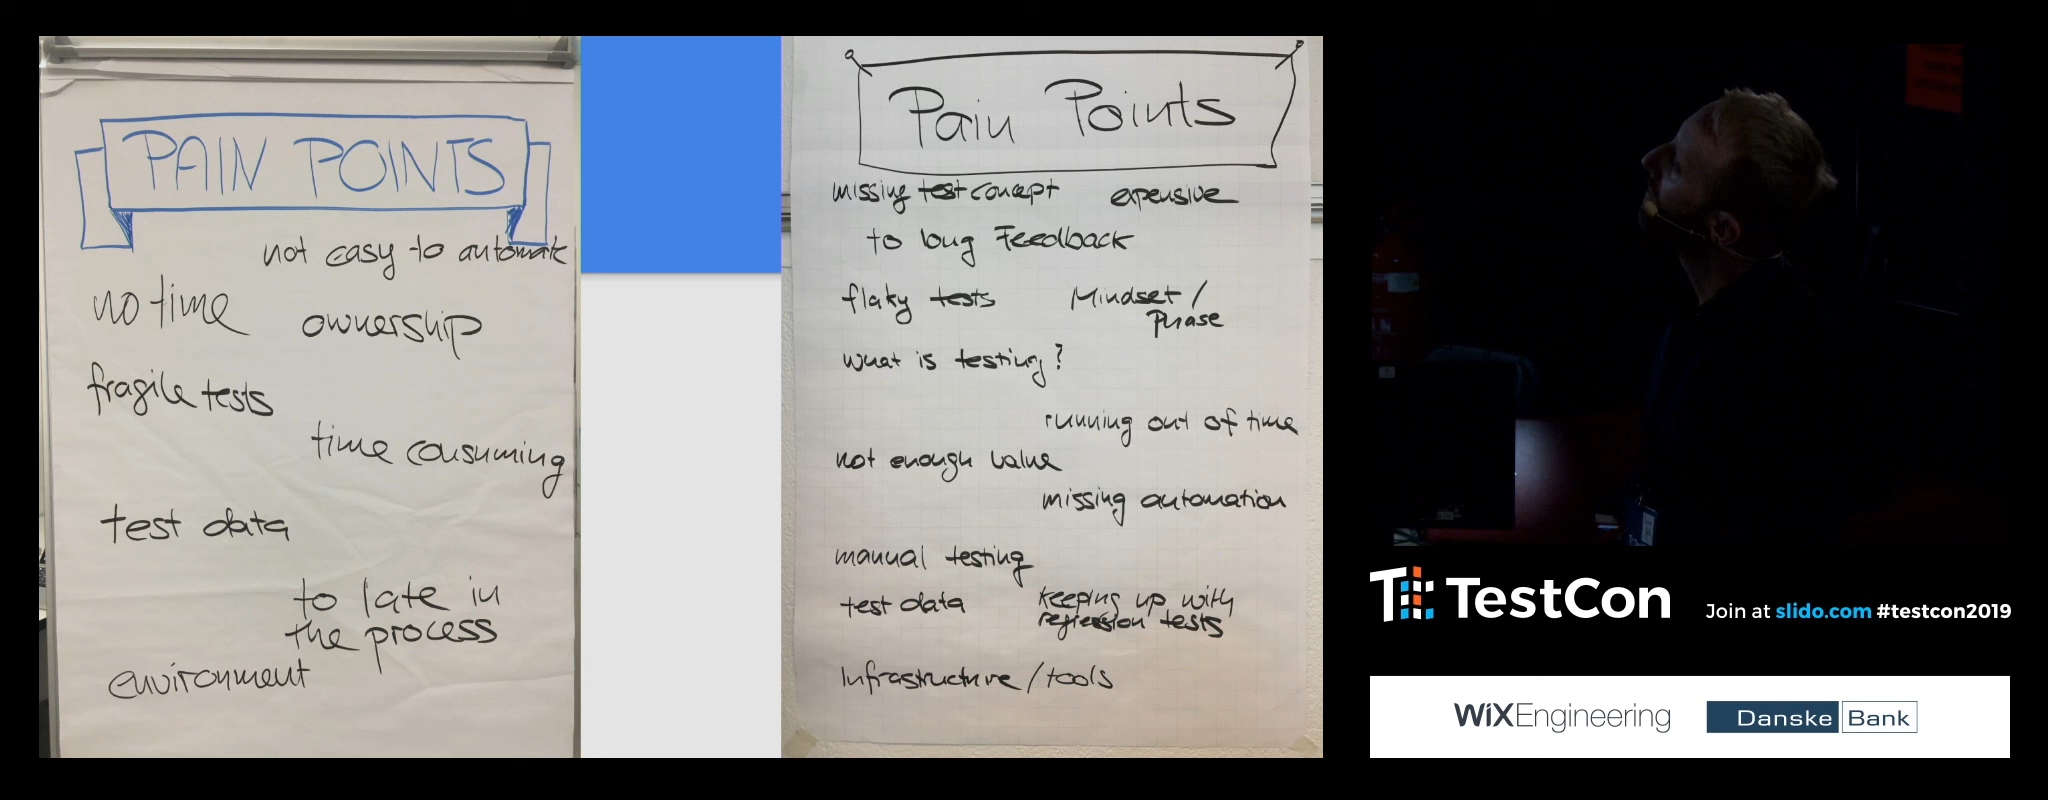 PAIN POINTS
not easy to automate
no time
ownership
fragile tests
time consuming
test data
to late in
the process
environment
Pain Points
missing test concept expensive
to long Feedback
flaky tests Mindset /
Phase
what is testing?
running out of time
not enough value
missing automation
manual testing
test data keeping up with
regression tests
Infrastructure / tools
TestCon
Join at slido.com #testcon2019
WiX Engineering
Danske Bank